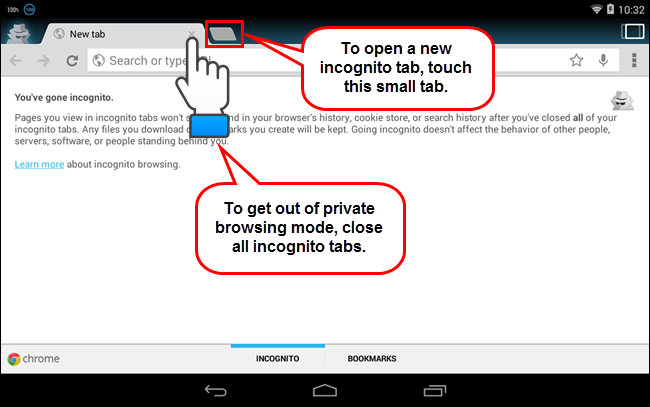 100%
100
10:32
New tab
To open a new
incognito tab, touch
this small tab.
Search or type
You've gone incognito.
Pages you view in incognito tabs won't s nd in your browser's history, cookie store, or search history after you've closed all of your
incognito tabs. Any files you download o arks you create will be kept. Going incognito doesn't affect the behavior of other people,
servers, software, or people standing behind you.
Learn more about incognito browsing.
To get out of private
browsing mode, close
all incognito tabs.
chrome
INCOGNITO
BOOKMARKS